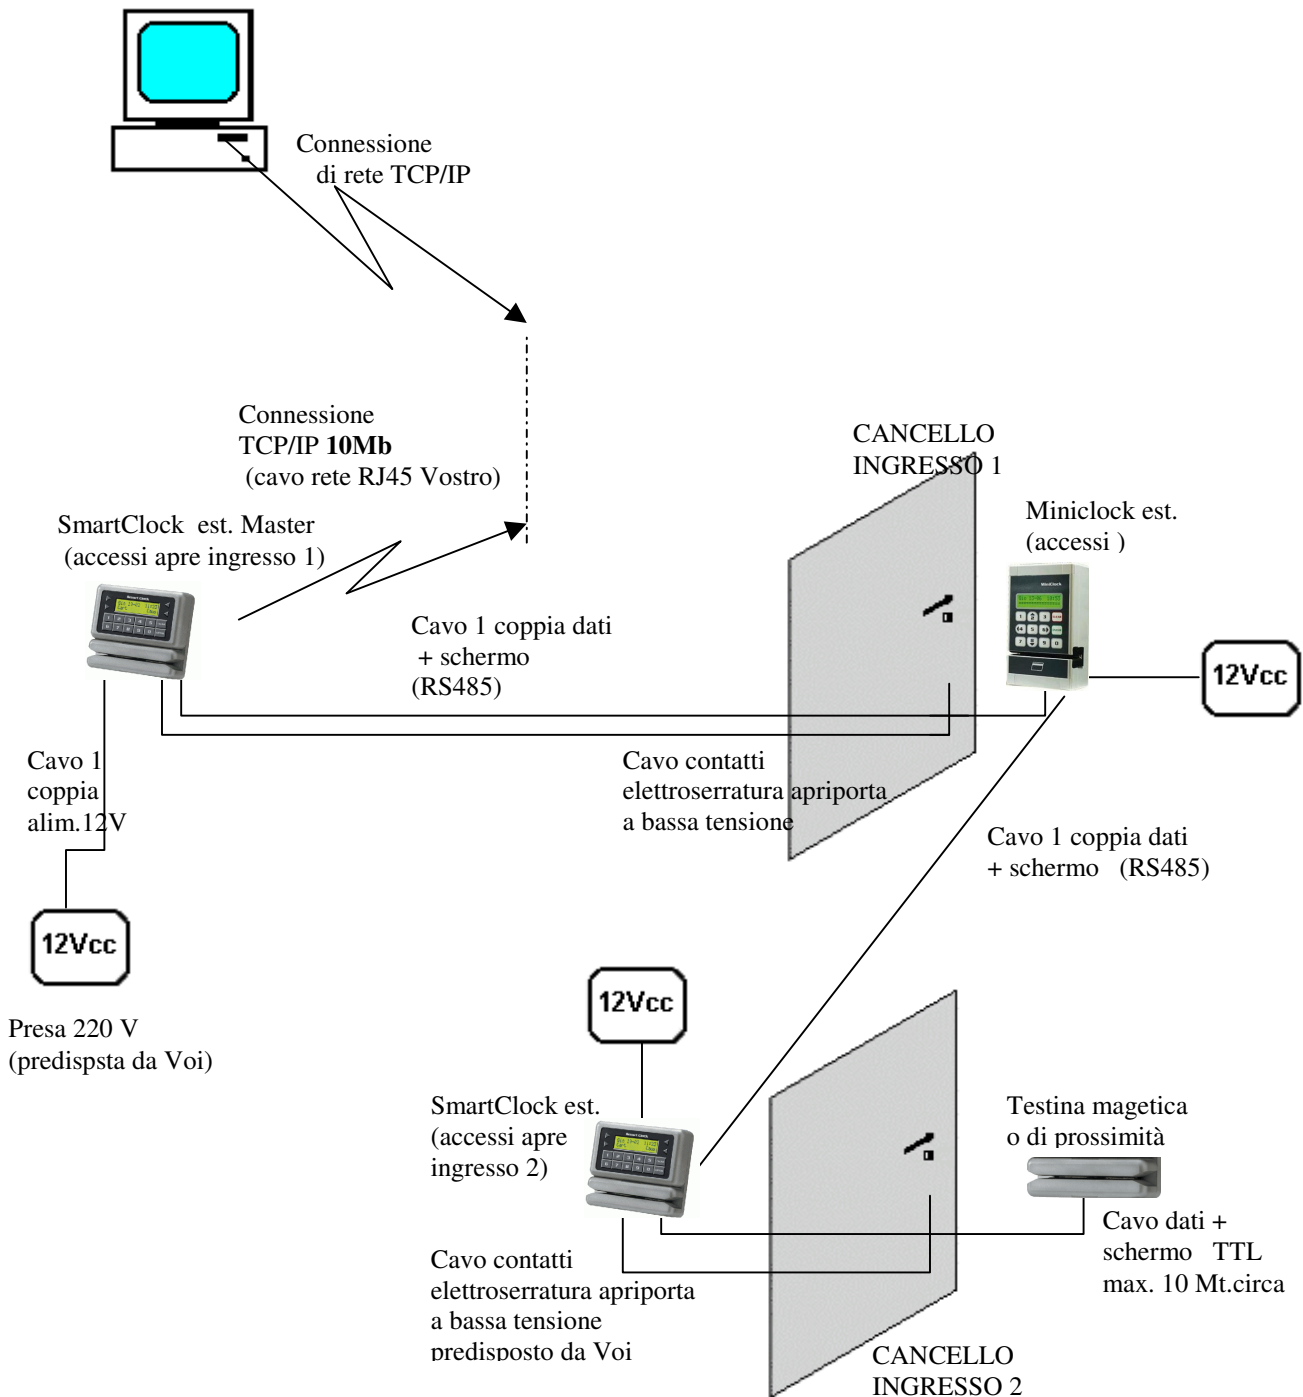 Connessione
di rete TCP/IP
Connessione
TCP/IP 10Mb
(cavo rete RJ45 Vostro)
CANCELLO
INGRESSO 1
SmartClock est. Master
(accessi apre ingresso 1)
Miniclock est.
(accessi )
Cavo 1 coppia dati
+ schermo
(RS485)
12Vcc
Cavo 1
coppia
alim.12V
Cavo contatti
elettroserratura apriporta
a bassa tensione
Cavo 1 coppia dati
+ schermo (RS485)
12Vcc
12Vcc
Presa 220 V
(predispsta da Voi)
SmartClock est.
(accessi apre
ingresso 2)
Testina magetica
o di prossimità
Cavo dati +
schermo TTL
max. 10 Mt.circa
Cavo contatti
elettroserratura apriporta
a bassa tensione
predisposto da Voi
CANCELLO
INGRESSO 2